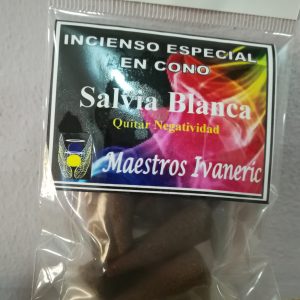 INCIENSO ESPECIAL
EN CONO
Salvia Blanca
Quitar Negatividad
Maestros Ivaneric